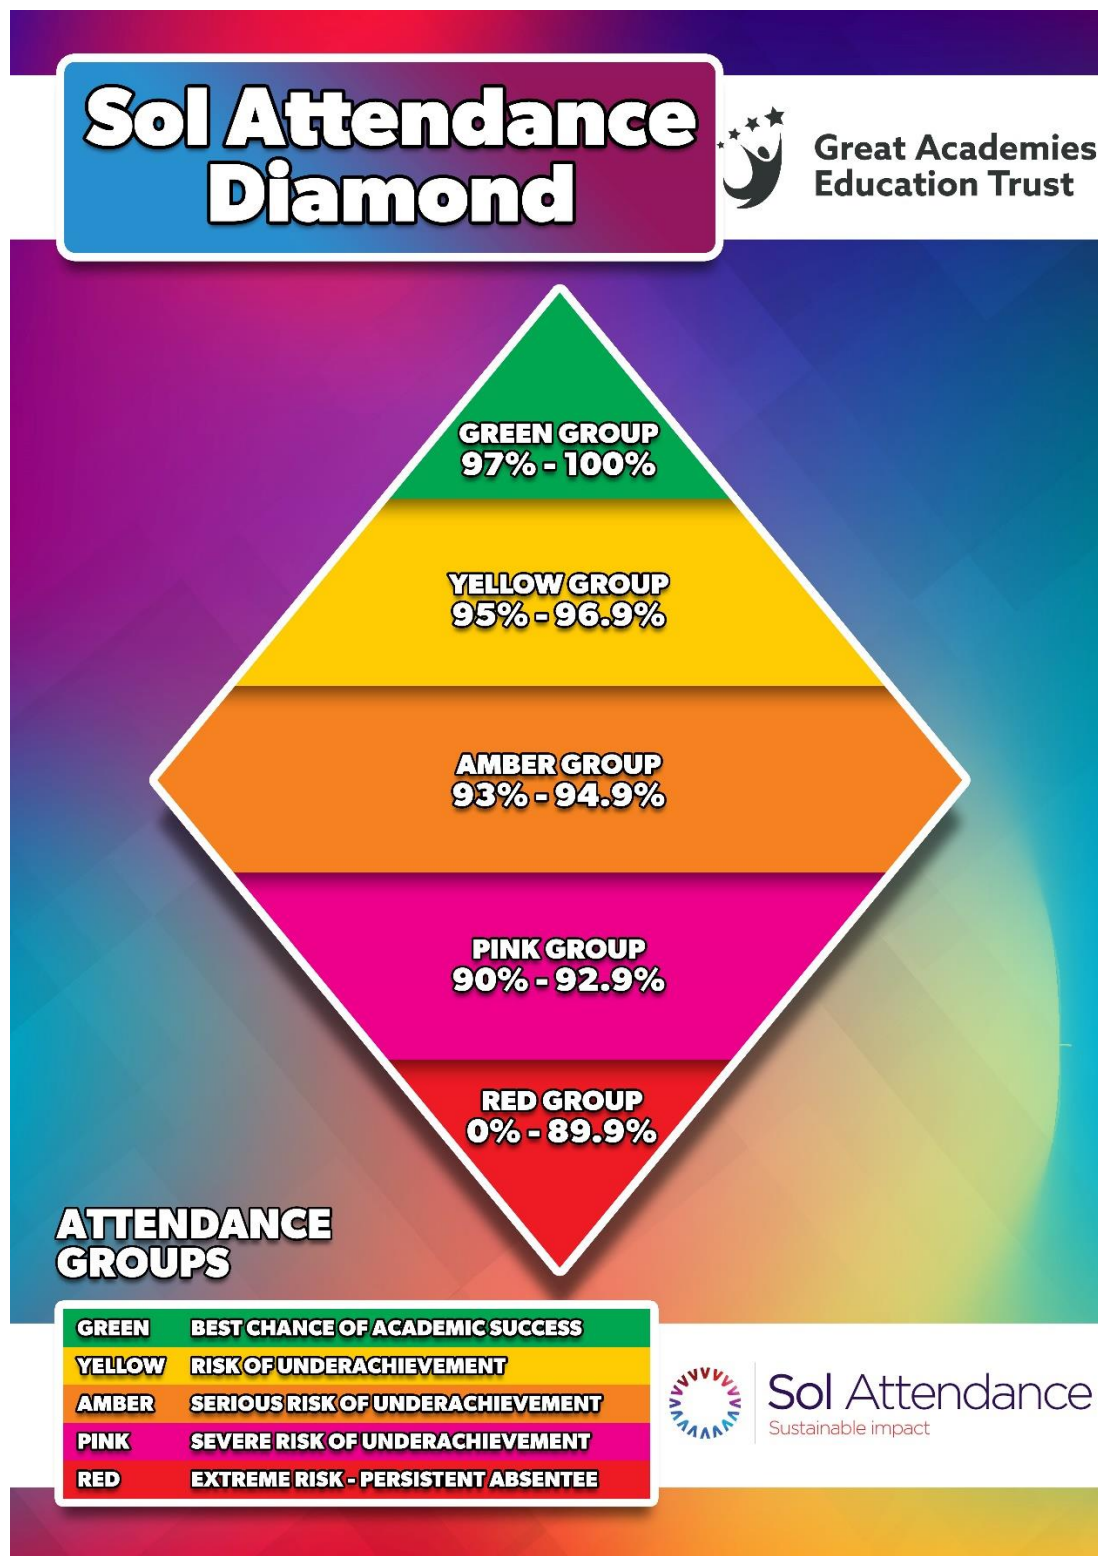 Sol Attendance
Diamond
Great Academies
Education Trust
GREEN GROUP
97% - 100%
YELLOW GROUP
95% - 96.9%
AMBER GROUP
93% - 94.9%
PINK GROUP
90% - 92.9%
RED GROUP
0% - 89.9%
ATTENDANCE
GROUPS
GREEN BEST CHANCE OF ACADEMIC SUCCESS
YELLOW RISK OF UNDERACHIEVEMENT
AMBER SERIOUS RISK OF UNDERACHIEVEMENT
PINK SEVERE RISK OF UNDERACHIEVEMENT
RED EXTREME RISK - PERSISTENT ABSENTEE
Sol Attendance
Sustainable impact